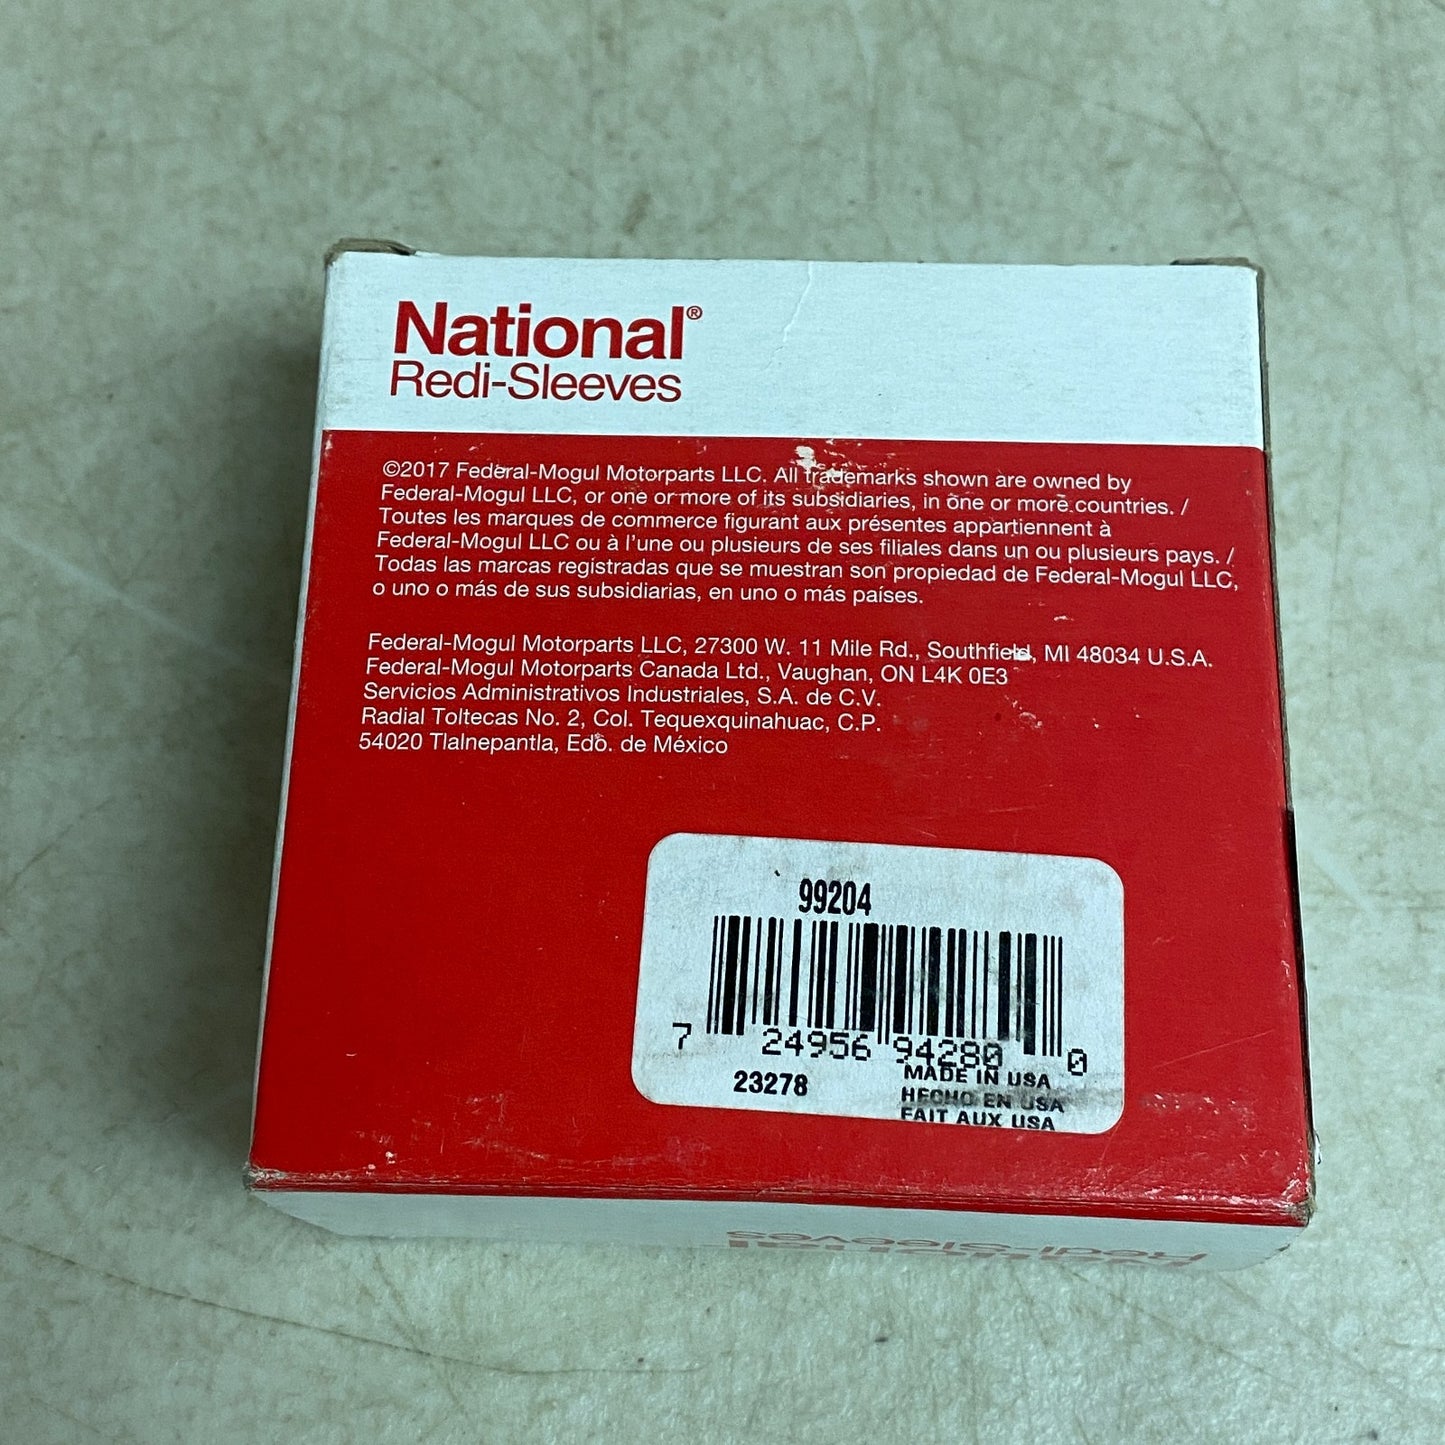 National®
Redi-Sleeves
©2017 Federal-Mogul Motorparts LLC. All trademarks shown are owned by
Federal-Mogul LLC, or one or more of its subsidiaries, in one or more countries. /
Toutes les marques de commerce figurant aux présentes appartiennent à
Federal-Mogul LLC ou à l'une ou plusieurs de ses filiales dans un ou plusieurs pays. /
Todas las marcas registradas que se muestran son propiedad de Federal-Mogul LLC,
o uno o más de sus subsidiarias, en uno o más países.
Federal-Mogul Motorparts LLC, 27300 W. 11 Mile Rd., Southfield, MI 48034 U.S.A.
Federal-Mogul Motorparts Canada Ltd., Vaughan, ON L4K 0E3
Servicios Administrativos Industriales, S.A. de C.V.
Radial Toltecas No. 2, Col. Tequexquinahuac, C.P.
54020 Tlalnepantla, Edo. de México
99204
7 24956 94280 0
23278
MADE IN USA
HECHO EN USA
FAIT AUX USA
National
Redi-Sleeves